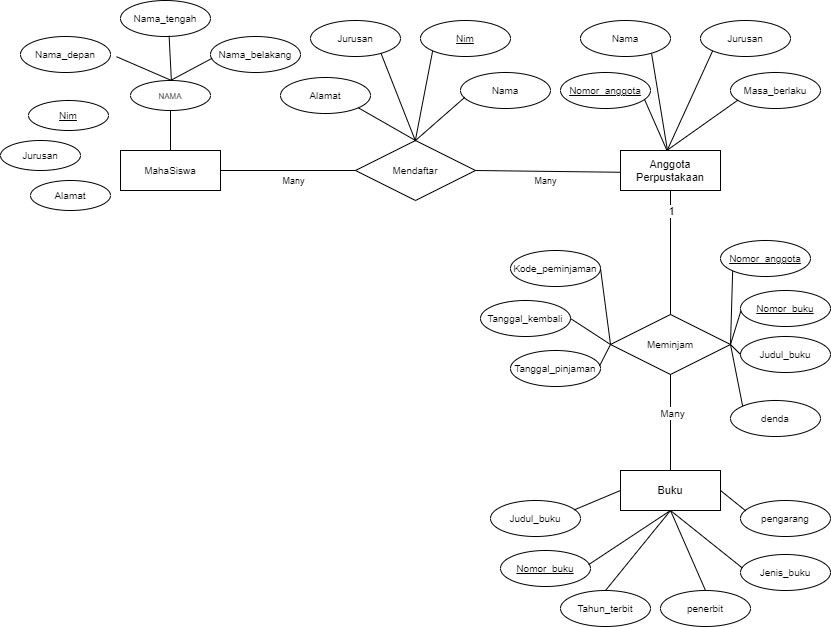 Nama_tengah
Nama_depan
Nama_belakang
NAMA
Nim
Jurusan
Alamat
MahaSiswa
Many
Jurusan
Nim
Alamat
Nama
Mendaftar
Many
Nama
Jurusan
Nomor_anggota
Masa_berlaku
Anggota
Perpustakaan
1
Kode_peminjaman
Tanggal_kembali
Tanggal_pinjaman
Meminjam
Nomor_anggota
Nomor_buku
Judul_buku
denda
Many
Buku
Judul_buku
Nomor_buku
Tahun_terbit
penerbit
Jenis_buku
pengarang